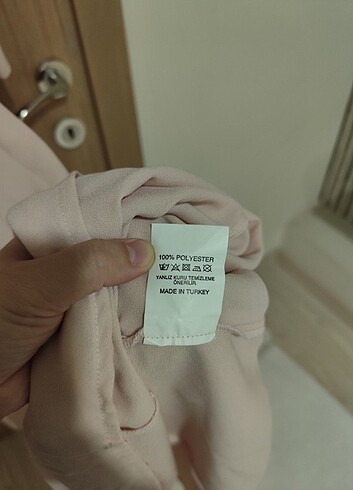 100% POLYESTER
YANLIZ KURU TEMİZLEME
ÖNERİLİR
MADE IN TURKEY